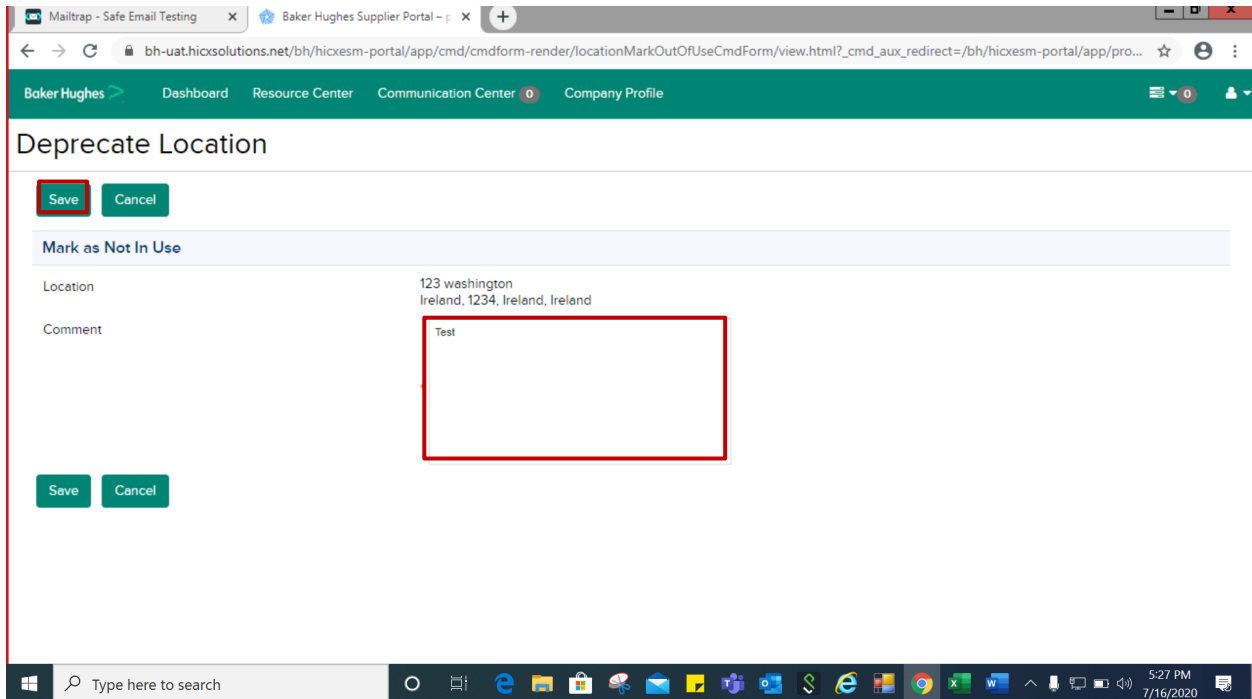 Mailtrap - Safe Email Testing
Baker Hughes Supplier Portal – p
bh-uat.hicxsolutions.net/bh/hicxesm-portal/app/cmd/cmdform-render/locationMarkOutOfUseCmdForm/view.html?_cmd_aux_redirect=/bh/hicxesm-portal/app/pro...
Baker Hughes Dashboard Resource Center Communication Center 0 Company Profile 0
Deprecate Location
Save Cancel
Mark as Not In Use
Location 123 washington
Ireland, 1234, Ireland, Ireland
Comment Test
Save Cancel
Type here to search
5:27 PM
7/16/2020